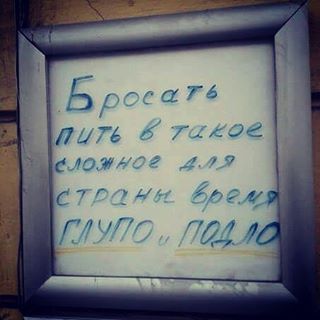 Бросать
пить в такое
сложное для
страны время
ГЛУПО и ПОДЛО